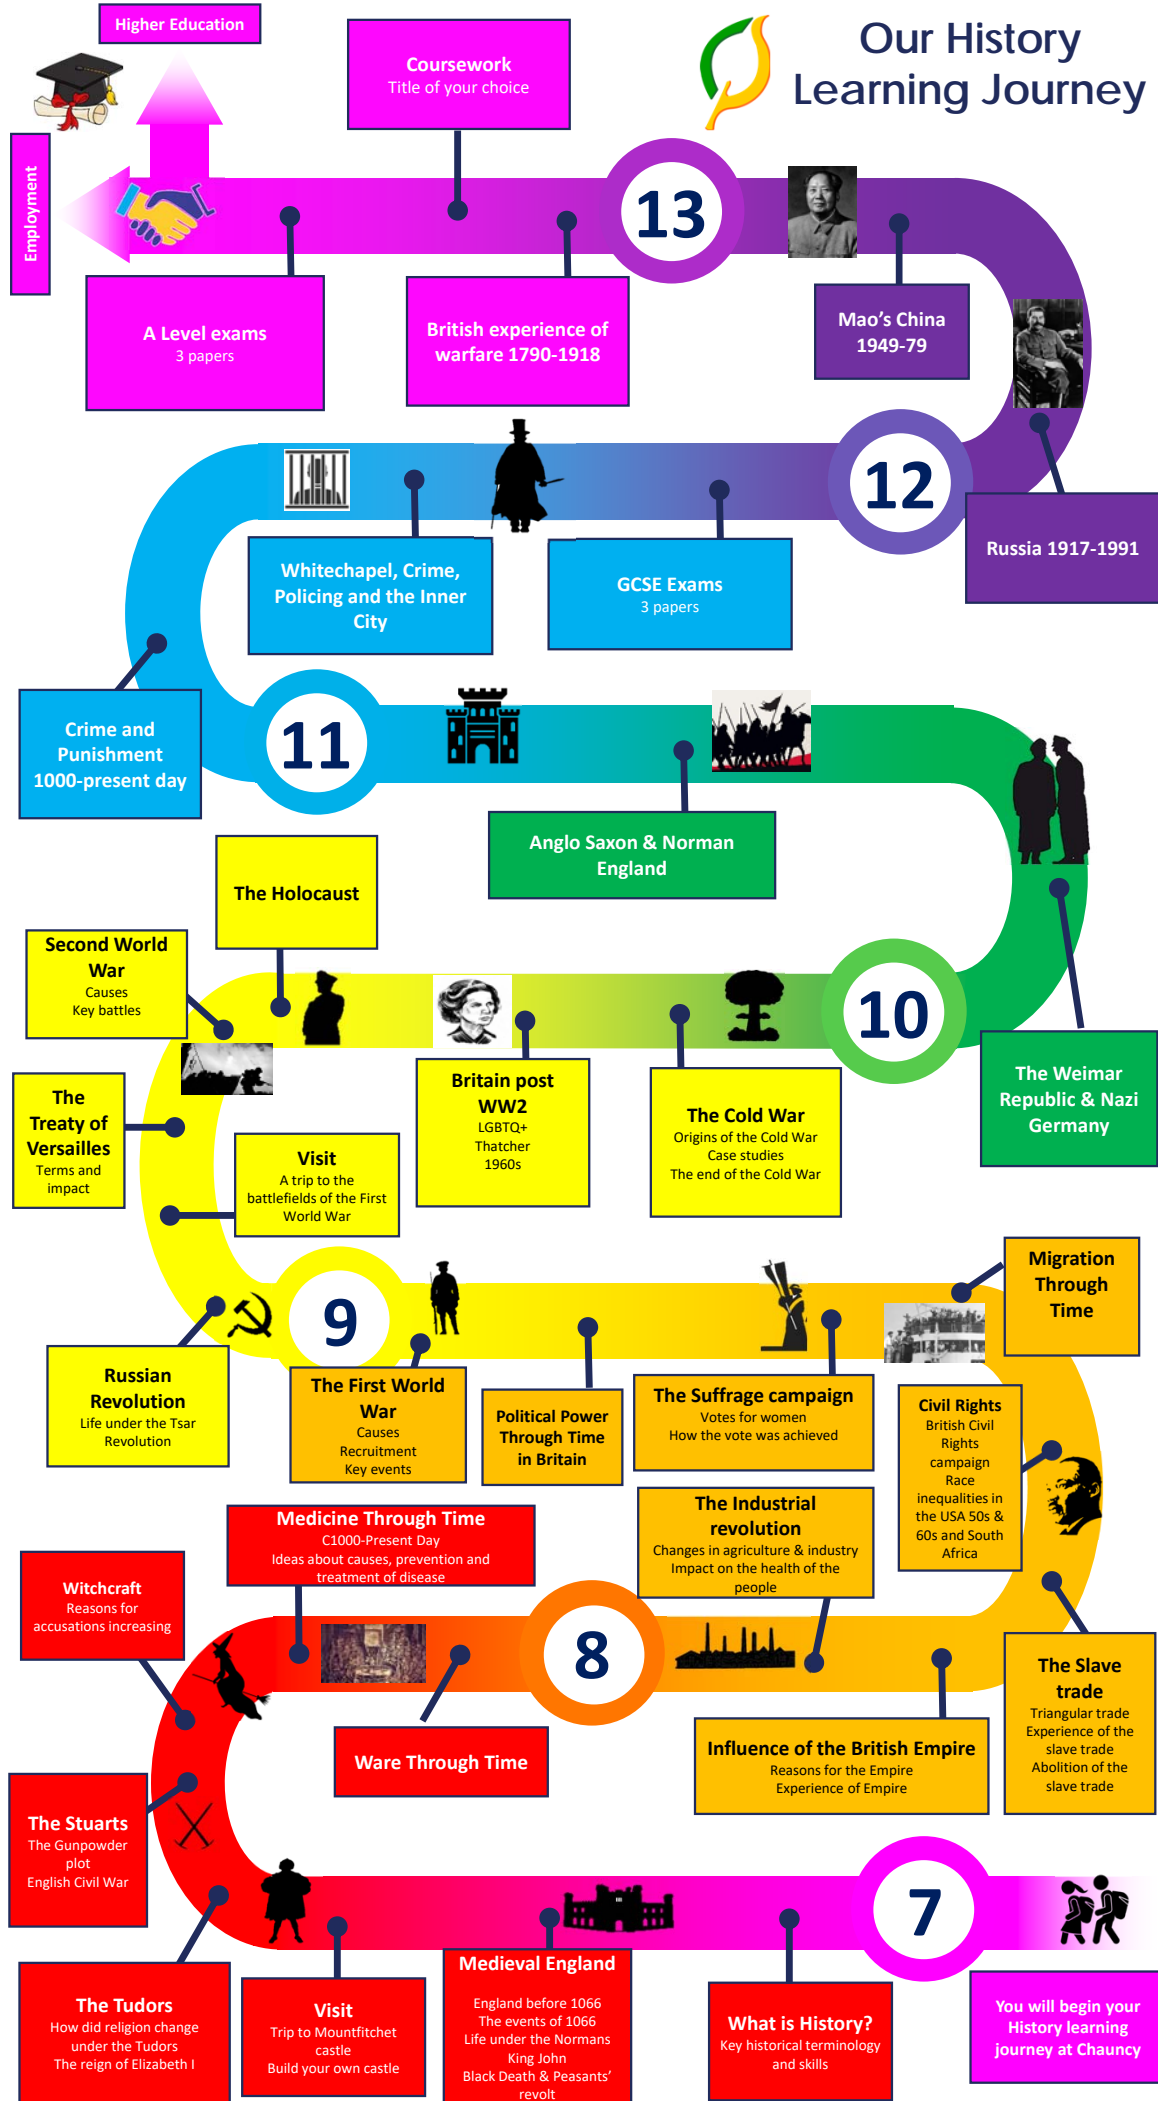 Our History
Learning Journey
Higher Education
Employment
Coursework
Title of your choice
13
A Level exams
3 papers
British experience of
warfare 1790-1918
Mao's China
1949-79
12
Russia 1917-1991
Whitechapel, Crime,
Policing and the Inner
City
GCSE Exams
3 papers
Crime and
Punishment
1000-present day
11
Anglo Saxon & Norman
England
The Holocaust
Second World
War
Causes
Key battles
10
The Weimar
Republic & Nazi
Germany
The
Treaty of
Versailles
Terms and
impact
Visit
A trip to the
battlefields of the First
World War
Britain post
WW2
LGBTQ+
Thatcher
1960s
The Cold War
Origins of the Cold War
Case studies
The end of the Cold War
9
Migration
Through
Time
Russian
Revolution
Life under the Tsar
Revolution
The First World
War
Causes
Recruitment
Key events
Political Power
Through Time
in Britain
The Suffrage campaign
Votes for women
How the vote was achieved
Civil Rights
British Civil
Rights
campaign
Race
inequalities in
the USA 50s &
60s and South
Africa
Medicine Through Time
C1000-Present Day
Ideas about causes, prevention and
treatment of disease
The Industrial
revolution
Changes in agriculture & industry
Impact on the health of the
people
Witchcraft
Reasons for
accusations increasing
8
Ware Through Time
Influence of the British Empire
Reasons for the Empire
Experience of Empire
The Slave
trade
Triangular trade
Experience of the
slave trade
Abolition of the
slave trade
The Stuarts
The Gunpowder
plot
English Civil War
7
The Tudors
How did religion change
under the Tudors
The reign of Elizabeth I
Visit
Trip to Mountfitchet
castle
Build your own castle
Medieval England
England before 1066
The events of 1066
Life under the Normans
King John
Black Death & Peasants'
revolt
What is History?
Key historical terminology
and skills
You will begin your
History learning
journey at Chauncy